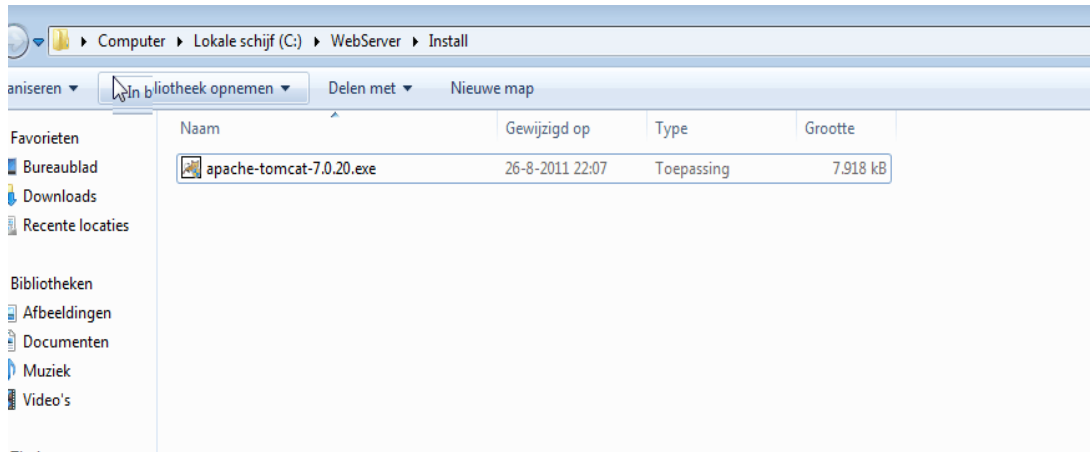 Computer Lokale schijf (C:) WebServer Install
aniseren In b liotheek opnemen Delen met Nieuwe map
Favorieten
Bureaublad
Downloads
Recente locaties
Bibliotheken
Afbeeldingen
Documenten
Muziek
Video's
Naam Gewijzigd op Type Grootte
apache-tomcat-7.0.20.exe 26-8-2011 22:07 Toepassing 7.918 kB